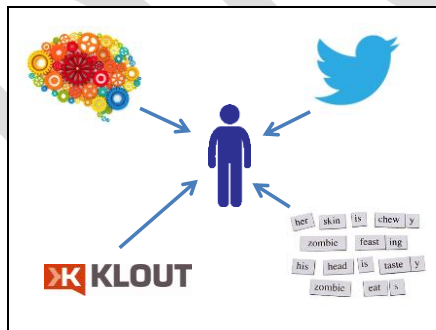 her skin is chew y
zombie feast ing
his head is taste y
zombie eat s
KLOUT